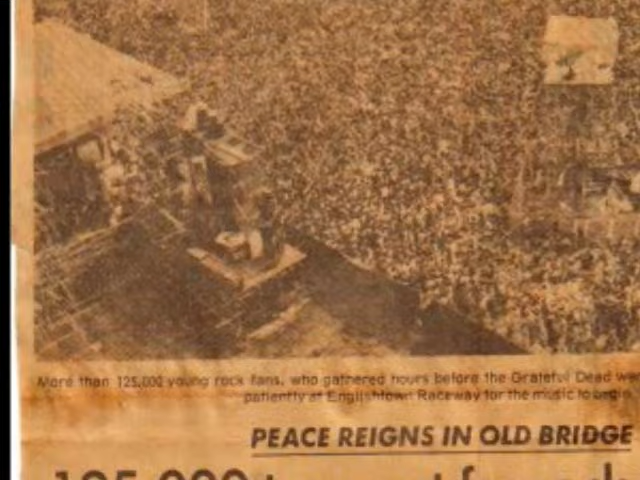 More than 125,000 young rock fans, who gathered hours before the Grateful Dead
patiently at Englishtown Raceway for the music to begin.
PEACE REIGNS IN OLD BRIDGE